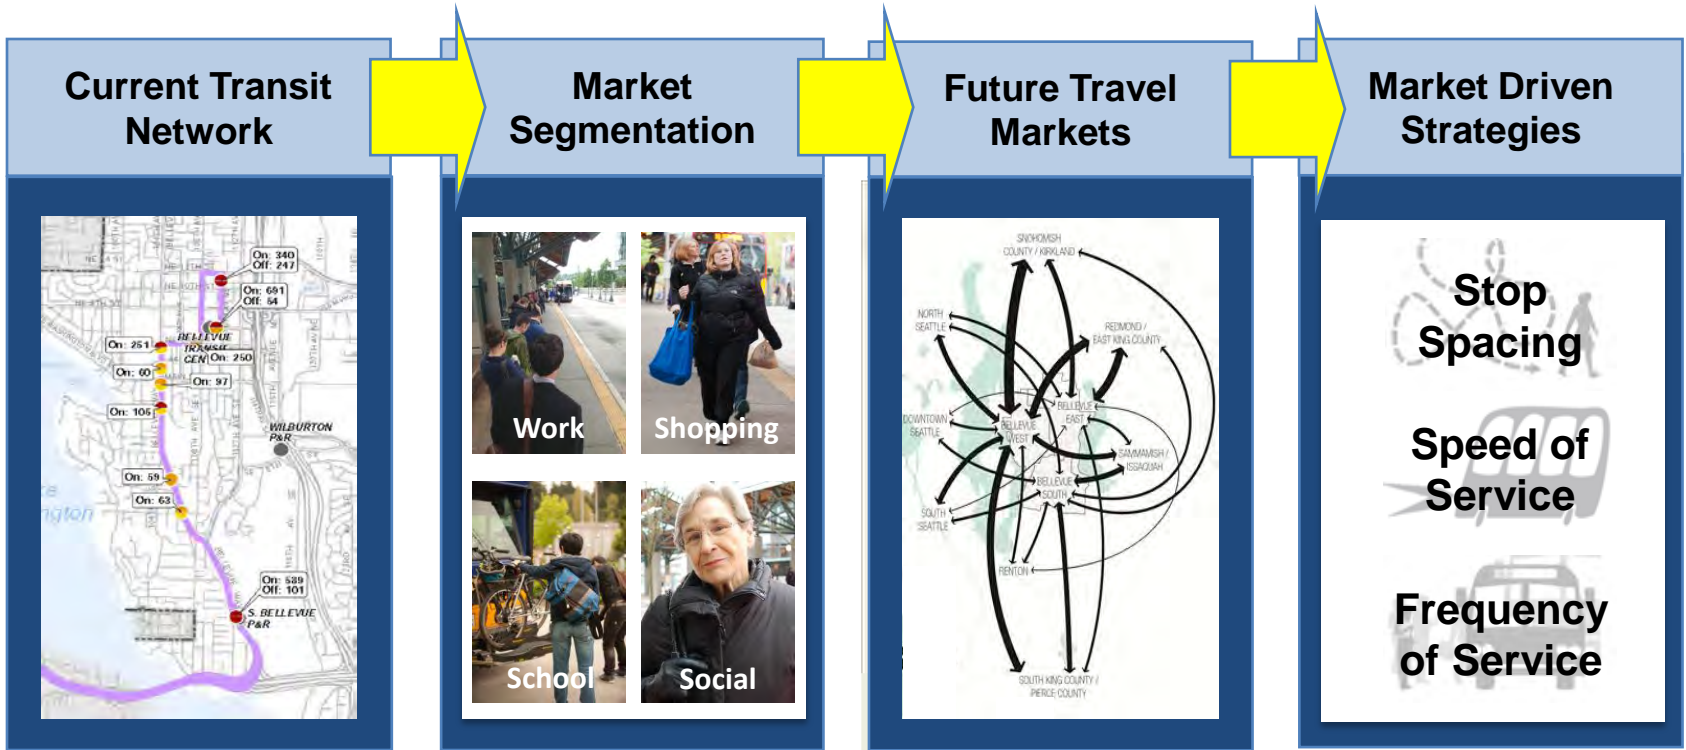 Current Transit
Network
Market
Segmentation
Future Travel
Markets
Market Driven
Strategies
On: 340
Off: 247
On: 691
Off: 54
BELLEVUE
TRANSIT
CEN
On: 251
On: 250
On: 60
On: 97
On: 105
WILBURTON
P&R
On: 59
On: 63
ngton
On: 539
Off: 101
S. BELLEVUE
P&R
Work
Shopping
School
Social
SNOHOMISH
COUNTY / KIRKLAND
NORTH
SEATTLE
REDMOND /
EAST KING COUNTY
DOWNTOWN
SEATTLE
BELLEVUE
EAST
BELLEVUE
WEST
SAMMAMISH /
ISSAQUAH
BELLEVUE
SOUTH
SOUTH
SEATTLE
RENTON
SOUTH KING COUNTY /
PIERCE COUNTY
Stop
Spacing
Speed of
Service
Frequency
of Service